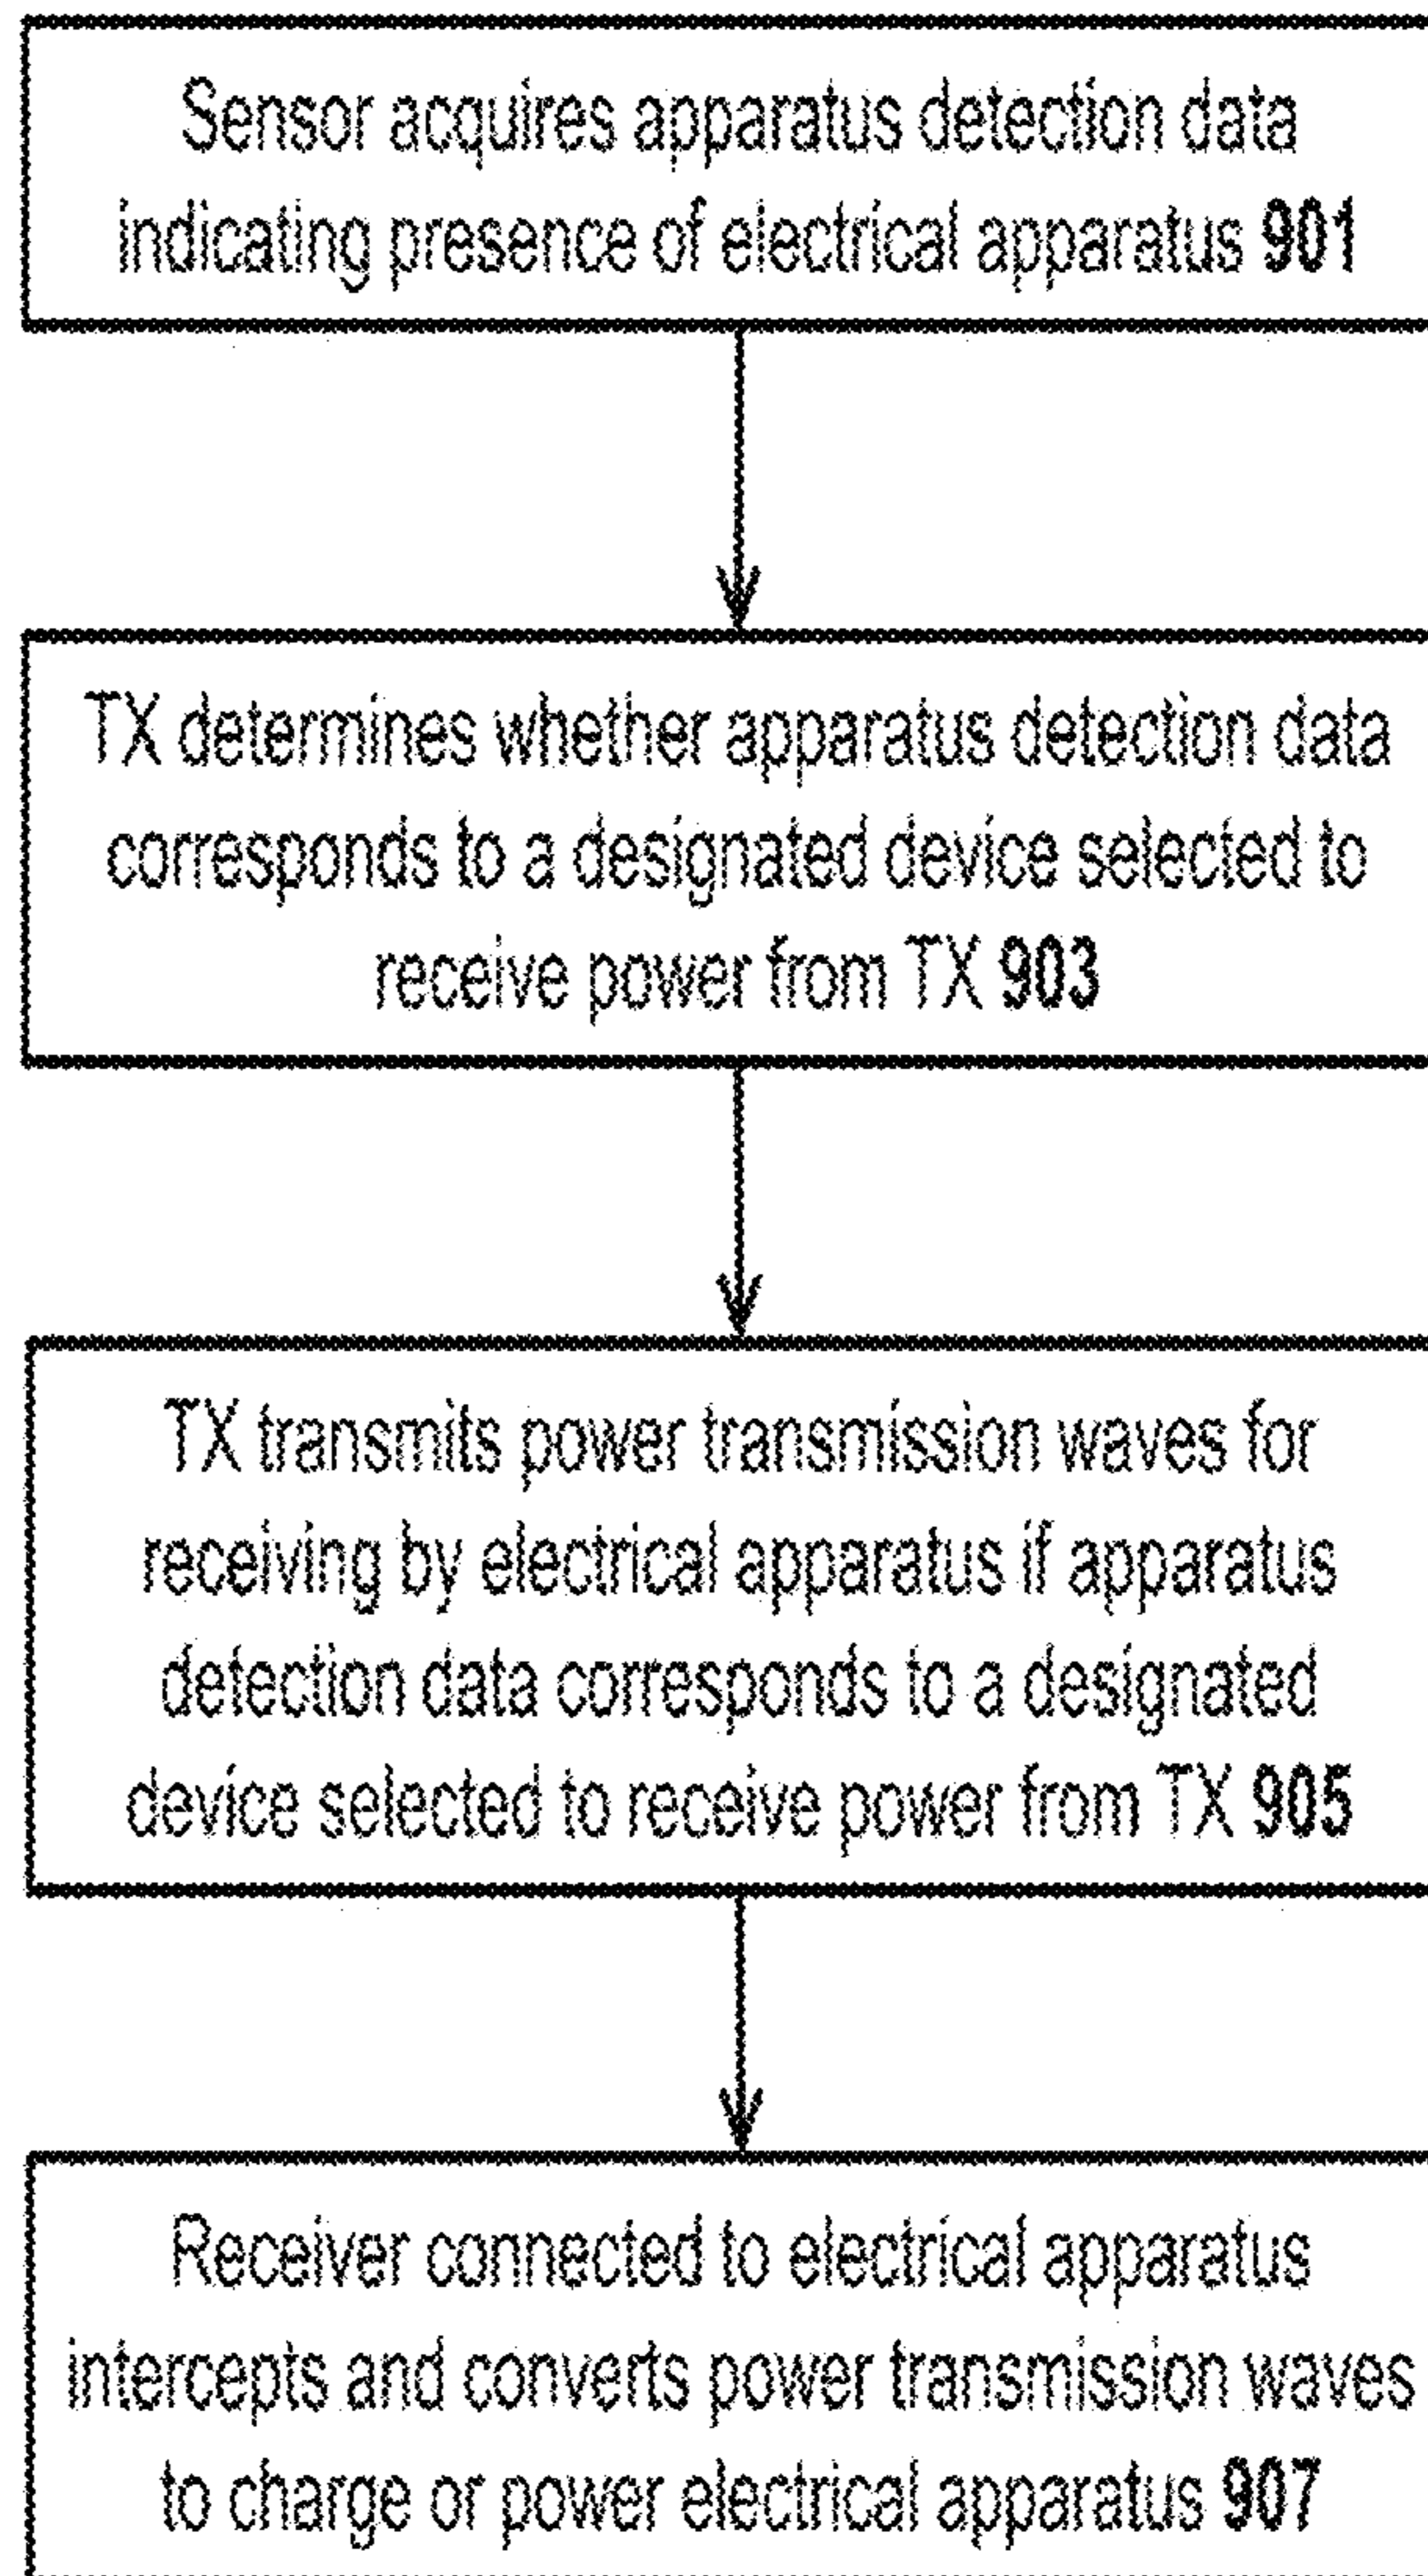 Sensor acquires apparatus detection data
indicating presence of electrical apparatus 901
TX determines whether apparatus detection data
corresponds to a designated device selected to
receive power from TX 903
TX transmits power transmission waves for
receiving by electrical apparatus if apparatus
detection data corresponds to a designated
device selected to receive power from TX 905
Receiver connected to electrical apparatus
intercepts and converts power transmission waves
to charge or power electrical apparatus 907